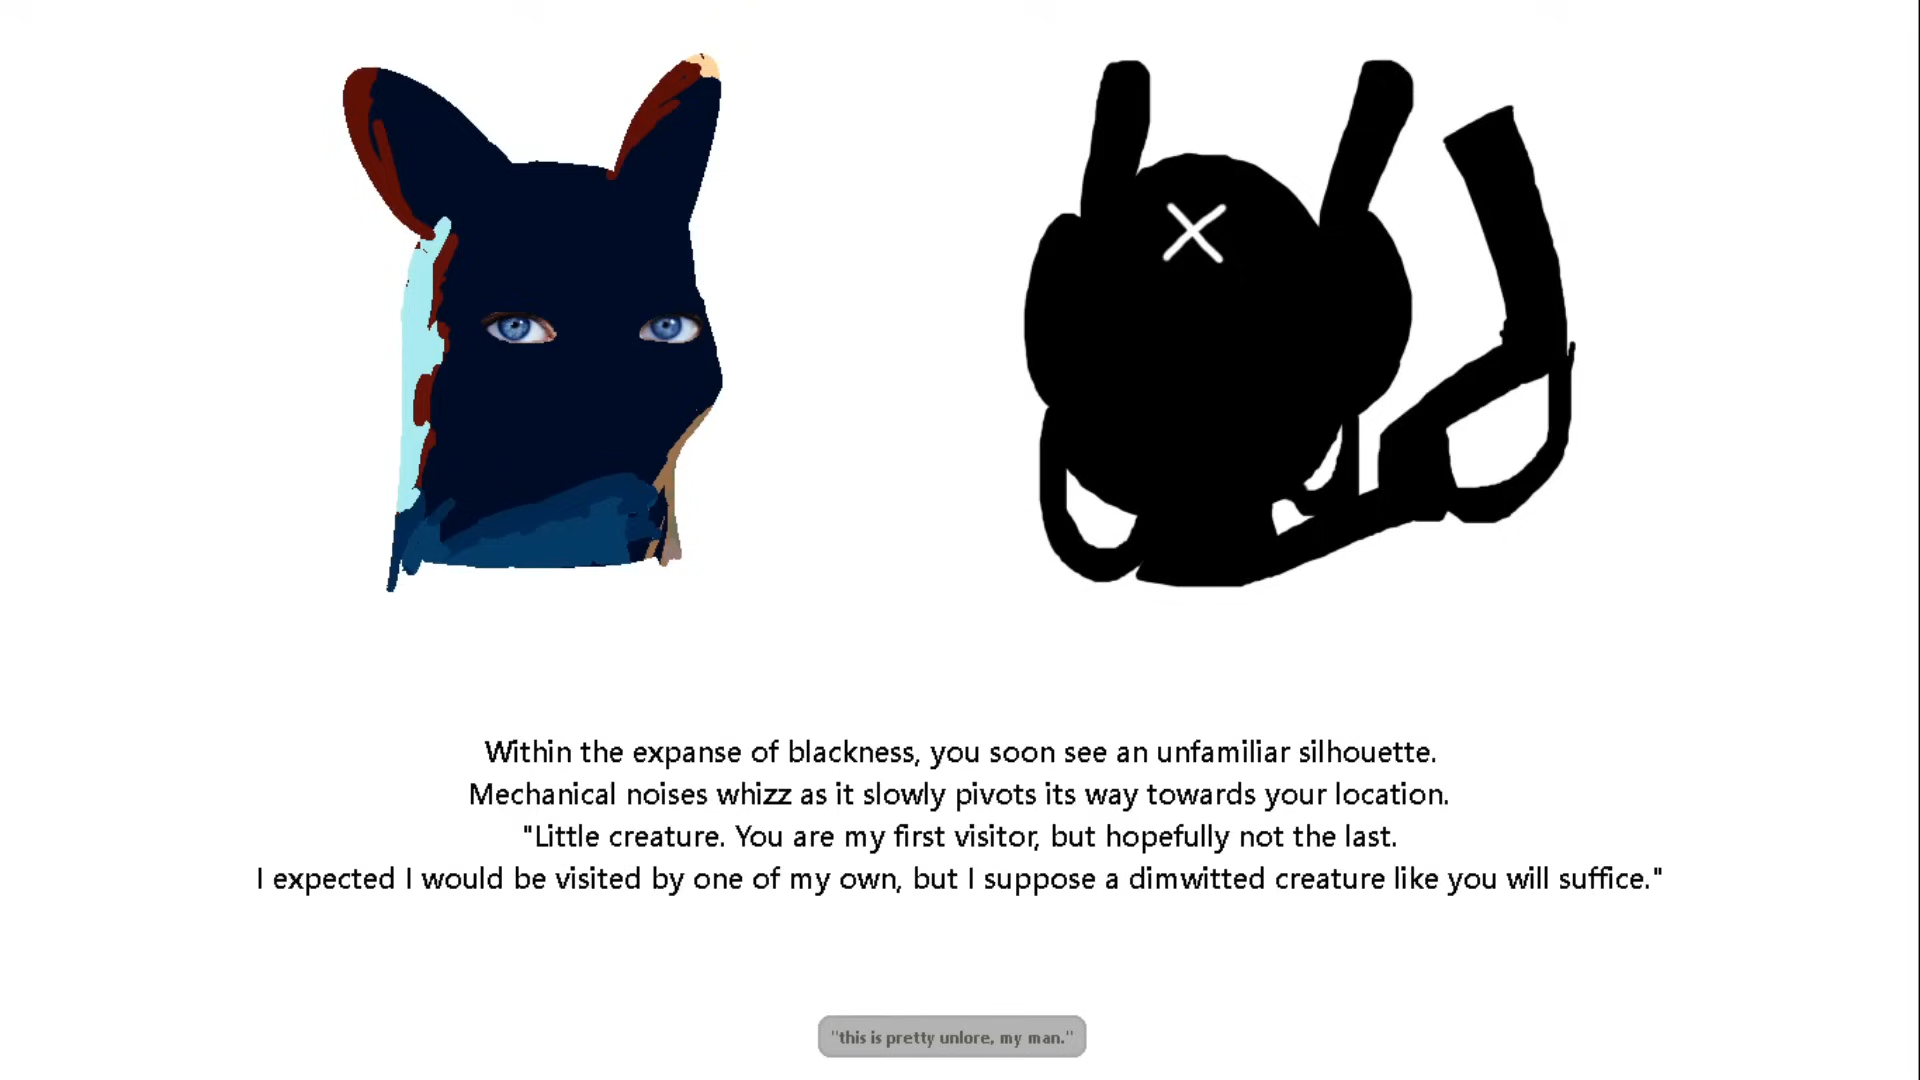 Within the expanse of blackness, you soon see an unfamiliar silhouette.
Mechanical noises whizz as it slowly pivots its way towards your location.
"Little creature. You are my first visitor, but hopefully not the last.
I expected I would be visited by one of my own, but I suppose a dimwitted creature like you will suffice."
"this is pretty unlore, my man."